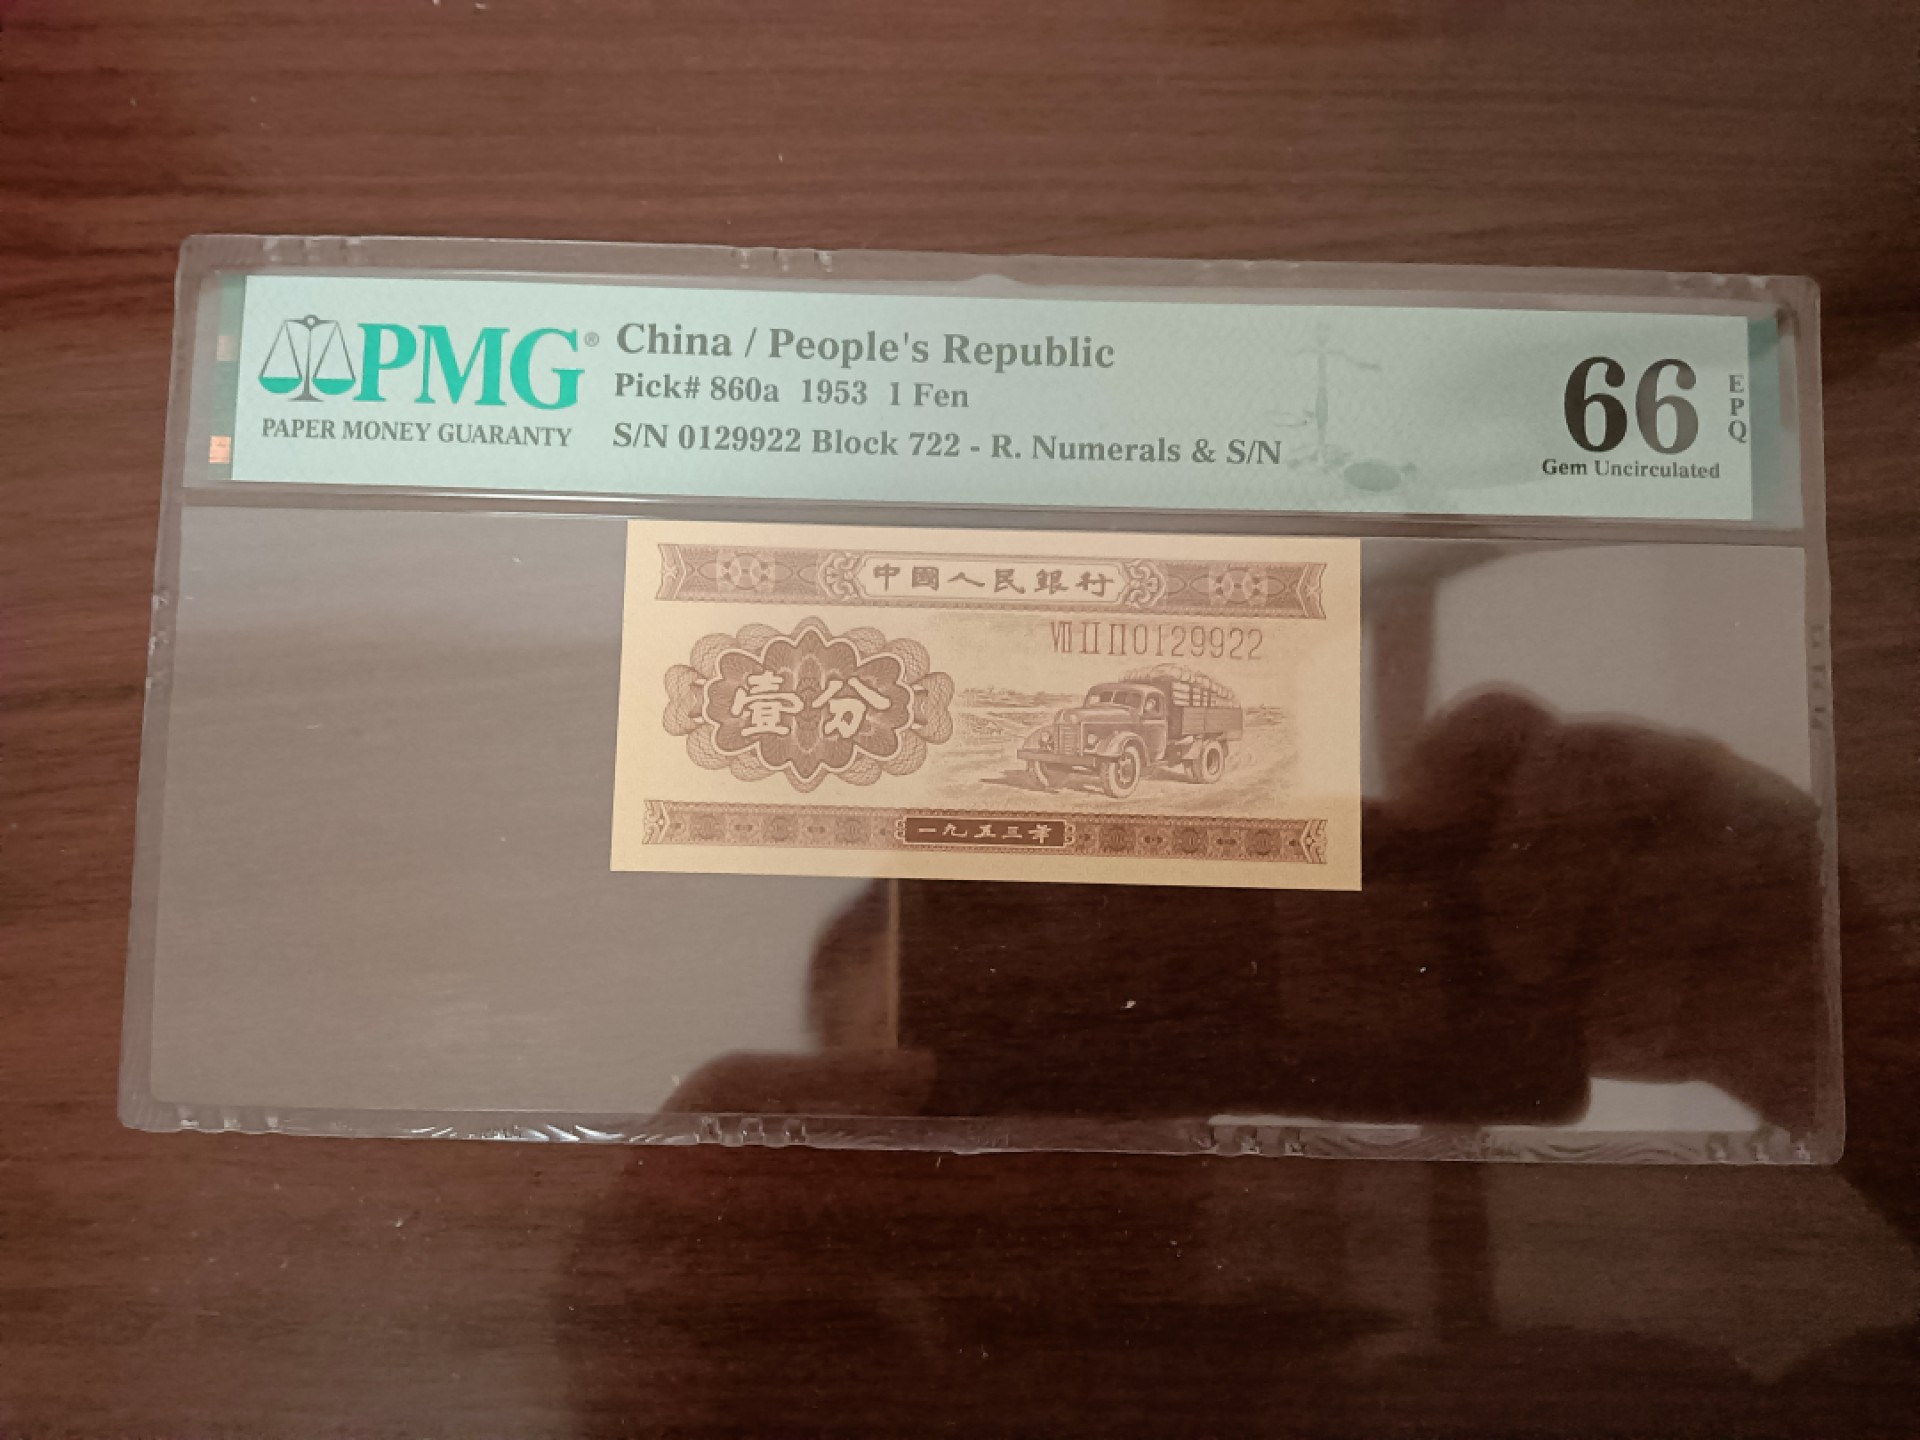 PMG®
PAPER MONEY GUARANTY
China / People's Republic
Pick# 860a 1953 1 Fen
S/N 0129922 Block 722 - R. Numerals & S/N
66
EPQ
Gem Uncirculated
中國人民銀行
VII II II 0129922
壹分
一九五三年